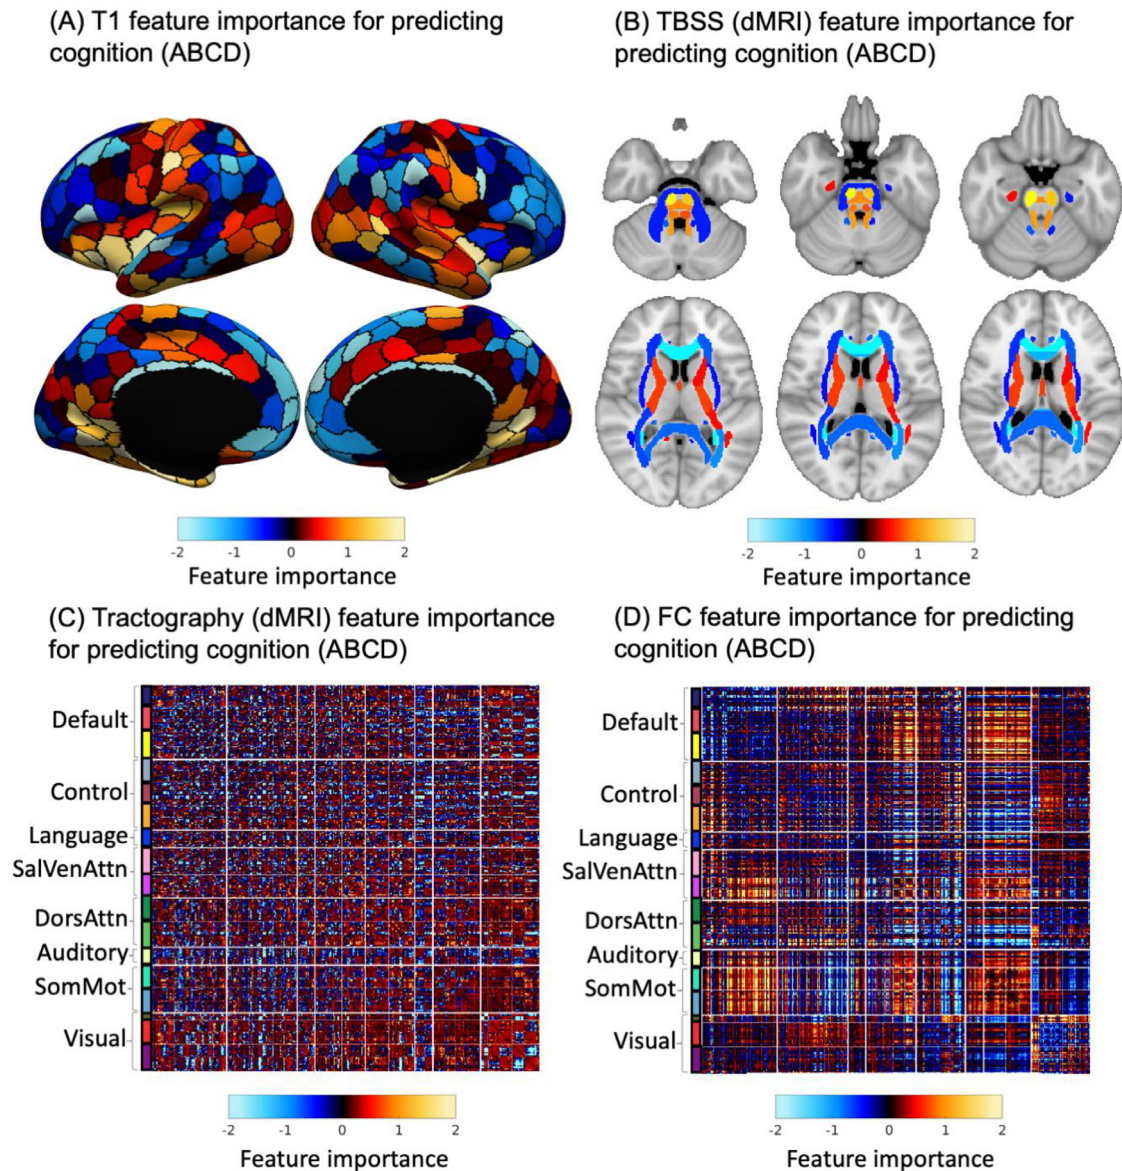 (A) T1 feature importance for predicting
cognition (ABCD)
(B) TBSS (dMRI) feature importance for
predicting cognition (ABCD)
-2 -1 0 1 2
Feature importance
-2 -1 0 1 2
Feature importance
(C) Tractography (dMRI) feature importance
for predicting cognition (ABCD)
(D) FC feature importance for predicting
cognition (ABCD)
Default
Control
Language
SalVenAttn
DorsAttn
Auditory
SomMot
Visual
-2 -1 0 1 2
Feature importance
Default
Control
Language
SalVenAttn
DorsAttn
Auditory
SomMot
Visual
-2 -1 0 1 2
Feature importance